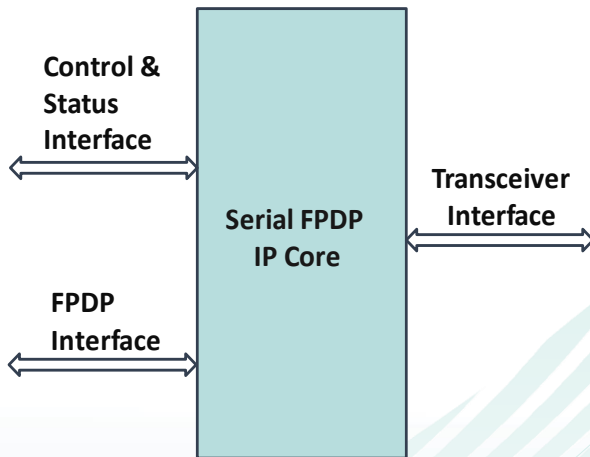 Control &
Status
Interface
Transceiver
Interface
Serial FPDP
IP Core
FPDP
Interface